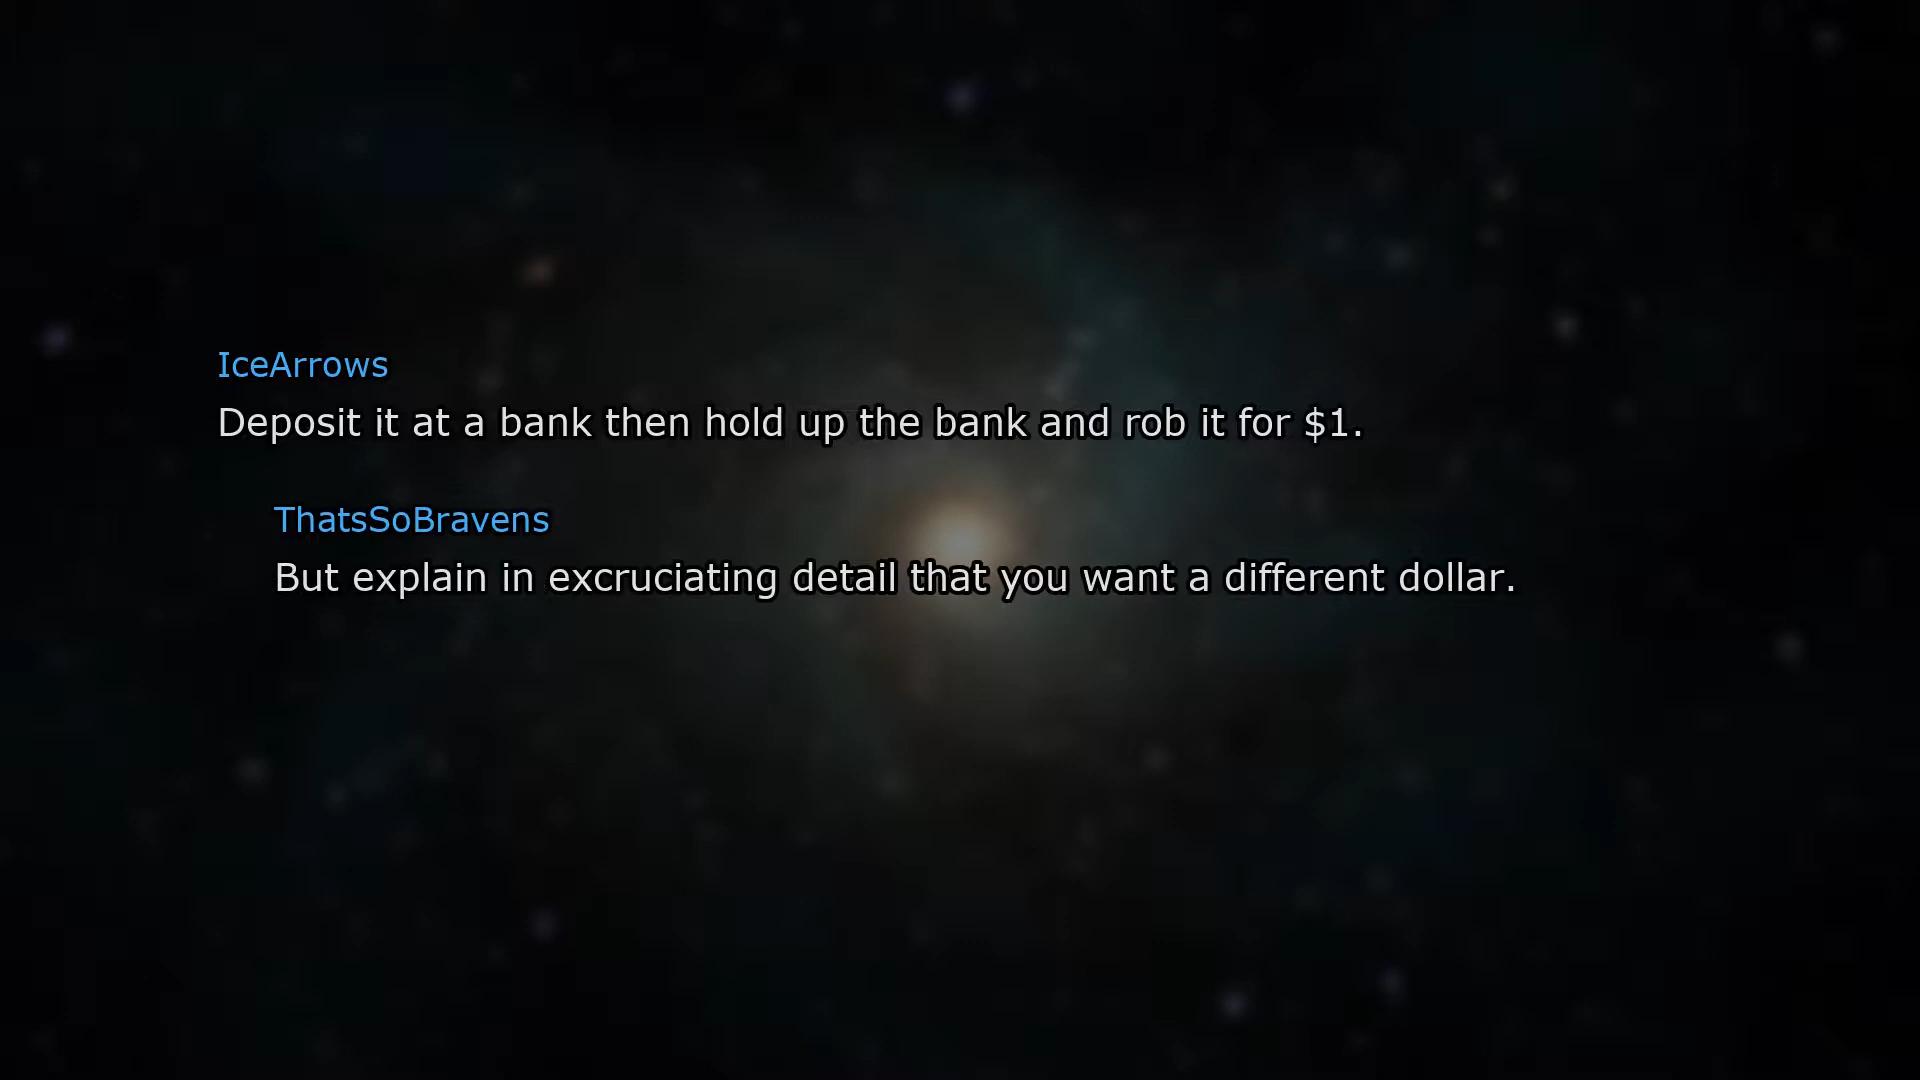 IceArrows
Deposit it at a bank then hold up the bank and rob it for $1.
ThatsSoBravens
But explain in excruciating detail that you want a different dollar.